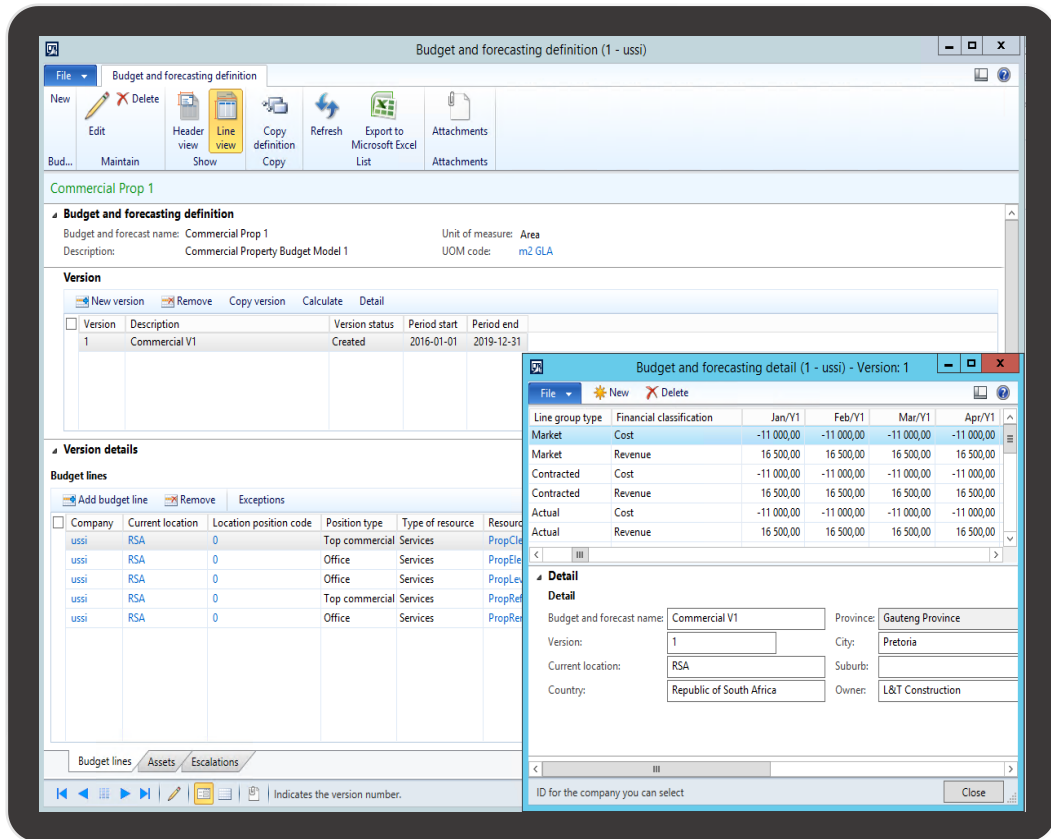 Budget and forecasting definition (1 - ussi)
File Budget and forecasting definition
New Edit Delete Header view Line view Copy definition Refresh Export to Microsoft Excel Attachments
Bud... Maintain Show Copy List Attachments
Commercial Prop 1
Budget and forecasting definition
Budget and forecast name: Commercial Prop 1 Unit of measure: Area
Description: Commercial Property Budget Model 1 UOM code: m2 GLA
Version
New version Remove Copy version Calculate Detail
Version Description Version status Period start Period end
1 Commercial V1 Created 2016-01-01 2019-12-31
Version details
Budget lines
Add budget line Remove Exceptions
Company Current location Location position code Position type Type of resource Resourc
ussi RSA 0 Top commercial Services PropCle
ussi RSA 0 Office Services PropEle
ussi RSA 0 Office Services PropLev
ussi RSA 0 Top commercial Services PropRef
ussi RSA 0 Office Services PropRen
Budget lines Assets Escalations
Indicates the version number.
Budget and forecasting detail (1 - ussi) - Version: 1
File New Delete
Line group type Financial classification Jan/Y1 Feb/Y1 Mar/Y1 Apr/Y1
Market Cost -11 000,00 -11 000,00 -11 000,00 -11 000,00
Market Revenue 16 500,00 16 500,00 16 500,00 16 500,00
Contracted Cost -11 000,00 -11 000,00 -11 000,00 -11 000,00
Contracted Revenue 16 500,00 16 500,00 16 500,00 16 500,00
Actual Cost -11 000,00 -11 000,00 -11 000,00 -11 000,00
Actual Revenue 16 500,00 16 500,00 16 500,00 16 500,00
Detail
Detail
Budget and forecast name: Commercial V1 Province: Gauteng Province
Version: 1 City: Pretoria
Current location: RSA Suburb:
Country: Republic of South Africa Owner: L&T Construction
ID for the company you can select Close